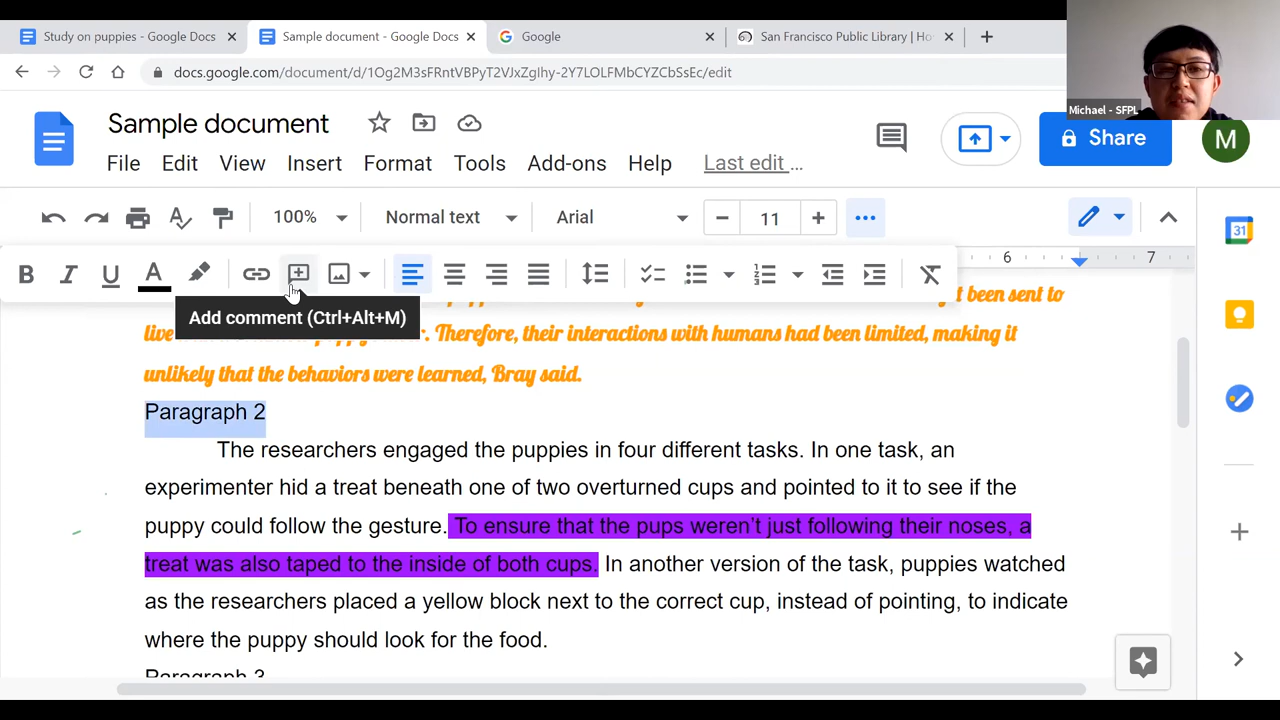 Study on puppies - Google Docs
Sample document - Google Docs
Google
San Francisco Public Library | Ho
docs.google.com/document/d/1Og2M3sFRntVBPyT2VlxZglhy-2Y7LOLFMbCYZCbSsEc/edit
Michael - SFPL
Sample document
Share
M
File Edit View Insert Format Tools Add-ons Help Last edit ...
100% Normal text Arial 11
31
B I U A
6 7
Add comment (Ctrl+Alt+M)
been sent to
live Therefore, their interactions with humans had been limited, making it
unlikely that the behaviors were learned, Bray said.
Paragraph 2
The researchers engaged the puppies in four different tasks. In one task, an
experimenter hid a treat beneath one of two overturned cups and pointed to it to see if the
puppy could follow the gesture. To ensure that the pups weren't just following their noses, a
treat was also taped to the inside of both cups. In another version of the task, puppies watched
as the researchers placed a yellow block next to the correct cup, instead of pointing, to indicate
where the puppy should look for the food.
Paragraph 3